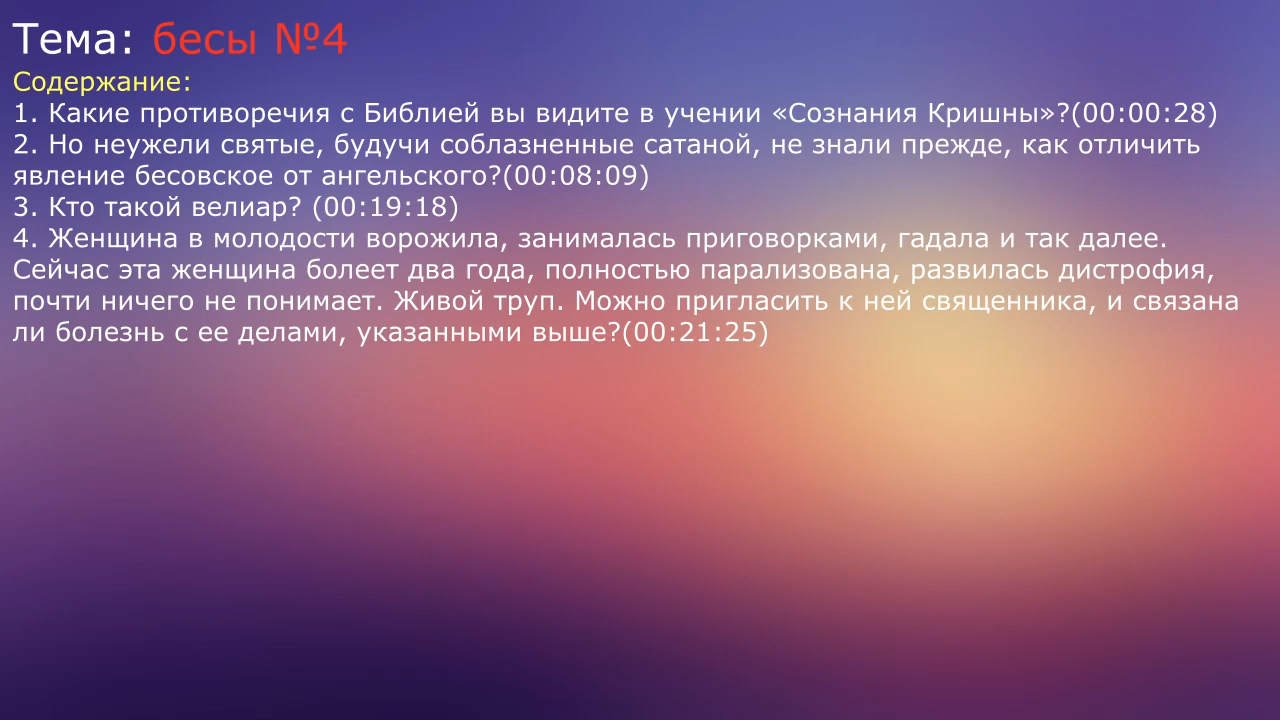 Тема: бесы №4
Содержание:
1. Какие противоречия с Библией вы видите в учении «Сознания Кришны»?(00:00:28)
2. Но неужели святые, будучи соблазненные сатаной, не знали прежде, как отличить
явление бесовское от ангельского?(00:08:09)
3. Кто такой велиар? (00:19:18)
4. Женщина в молодости ворожила, занималась приговорками, гадала и так далее.
Сейчас эта женщина болеет два года, полностью парализована, развилась дистрофия,
почти ничего не понимает. Живой труп. Можно пригласить к ней священника, и связана
ли болезнь с ее делами, указанными выше?(00:21:25)